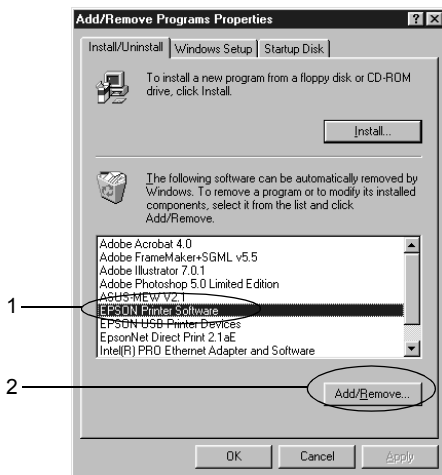 Add/Remove Programs Properties
Install/Uninstall Windows Setup Startup Disk
To install a new program from a floppy disk or CD-ROM
drive, click Install.
Install...
The following software can be automatically removed by
Windows. To remove a program or to modify its installed
components, select it from the list and click
Add/Remove.
Adobe Acrobat 4.0
Adobe FrameMaker+SGML v5.5
Adobe Illustrator 7.0.1
Adobe Photoshop 5.0 Limited Edition
ASUS MEW V2.1
1
EPSON Printer Software
EPSON USB Printer Devices
EpsonNet Direct Print 2.1aE
Intel(R) PRO Ethernet Adapter and Software
2
Add/Remove...
OK Cancel Apply